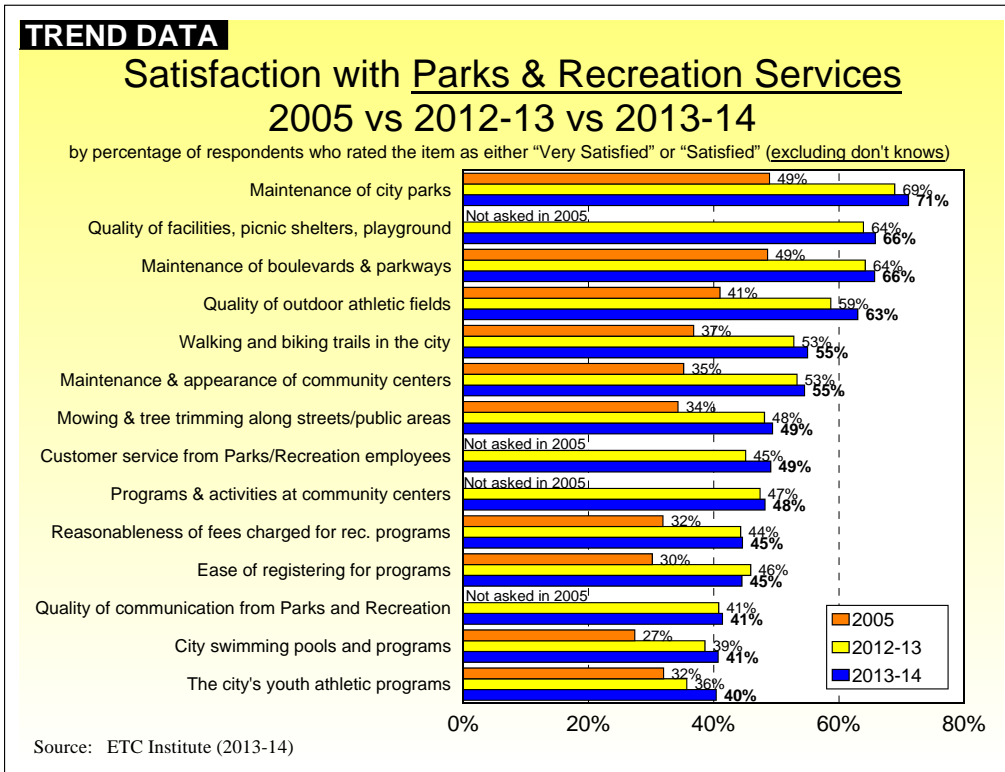 TREND DATA
Satisfaction with Parks & Recreation Services
2005 vs 2012-13 vs 2013-14
by percentage of respondents who rated the item as either “Very Satisfied” or “Satisfied” (excluding don't knows)
Maintenance of city parks
49%
69%
71%
Quality of facilities, picnic shelters, playground
Not asked in 2005
64%
66%
Maintenance of boulevards & parkways
49%
64%
66%
Quality of outdoor athletic fields
41%
59%
63%
Walking and biking trails in the city
37%
53%
55%
Maintenance & appearance of community centers
35%
53%
55%
Mowing & tree trimming along streets/public areas
34%
48%
49%
Customer service from Parks/Recreation employees
Not asked in 2005
45%
49%
Programs & activities at community centers
Not asked in 2005
47%
48%
Reasonableness of fees charged for rec. programs
32%
44%
45%
Ease of registering for programs
30%
46%
45%
Quality of communication from Parks and Recreation
Not asked in 2005
41%
41%
City swimming pools and programs
27%
39%
41%
The city's youth athletic programs
32%
36%
40%
2005
2012-13
2013-14
0% 20% 40% 60% 80%
Source: ETC Institute (2013-14)